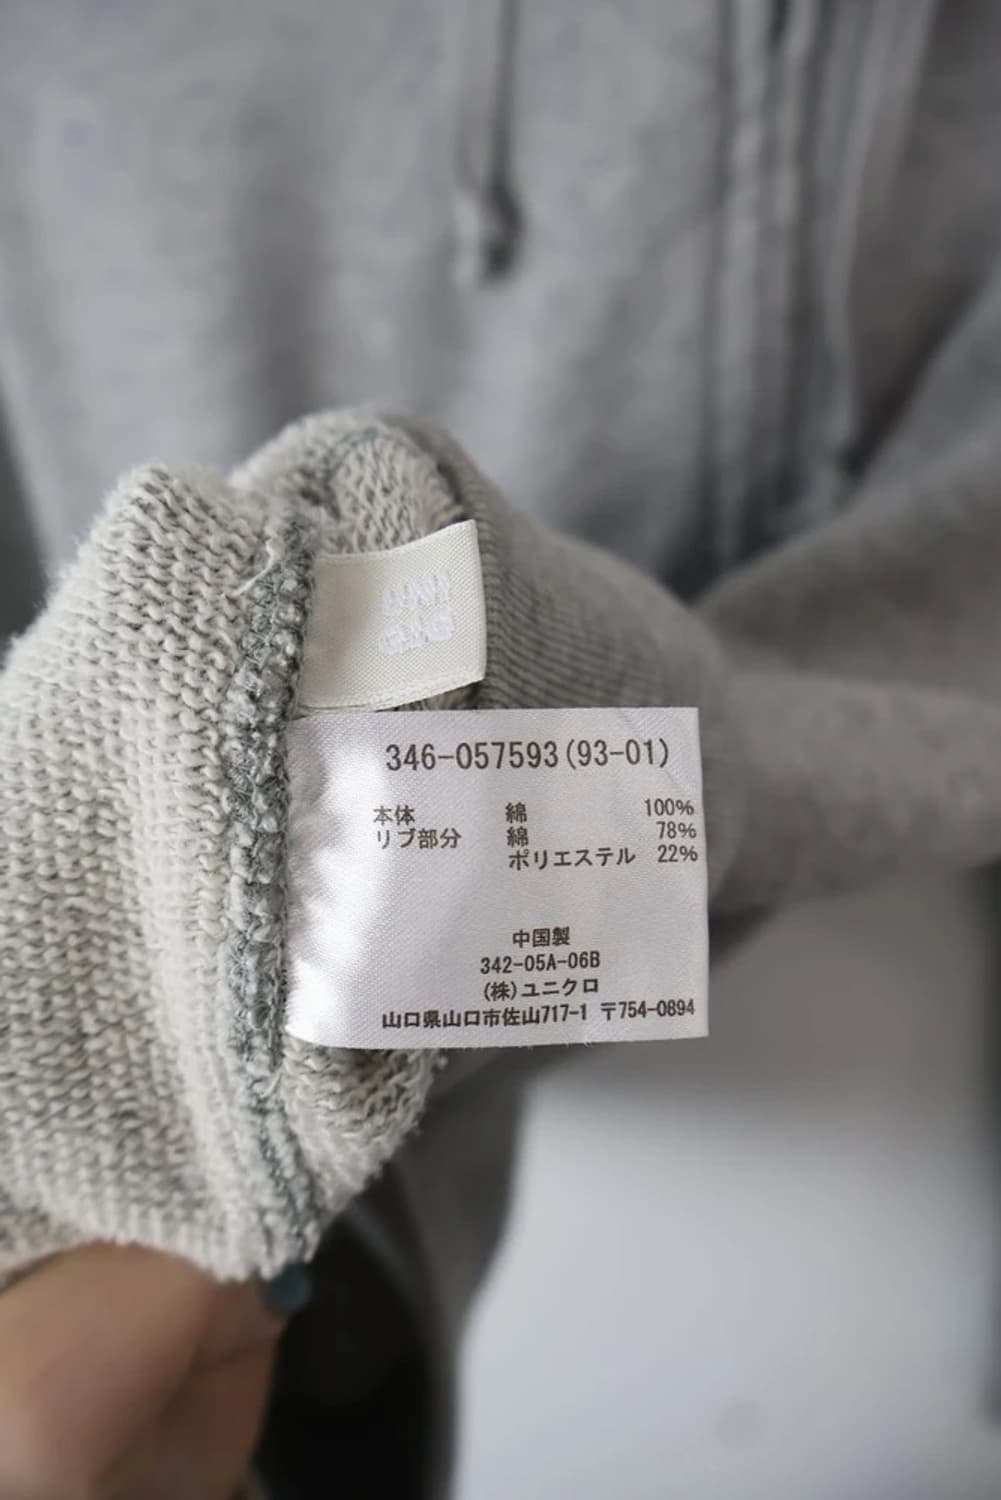 346-057593(93-01)
本体 綿 100%
リブ部分 綿 78%
ポリエステル 22%
中国製
342-05A-06B
(株)ユニクロ
山口県山口市佐山717-1 〒754-0894